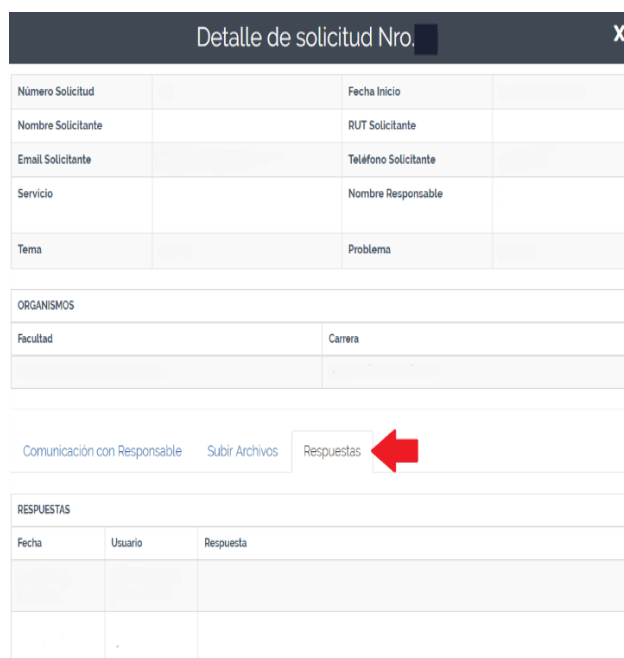 Detalle de solicitud Nro.
X
Número Solicitud Fecha Inicio
Nombre Solicitante RUT Solicitante
Email Solicitante Teléfono Solicitante
Servicio Nombre Responsable
Tema Problema
ORGANISMOS
Facultad Carrera
Comunicación con Responsable Subir Archivos Respuestas
RESPUESTAS
Fecha Usuario Respuesta